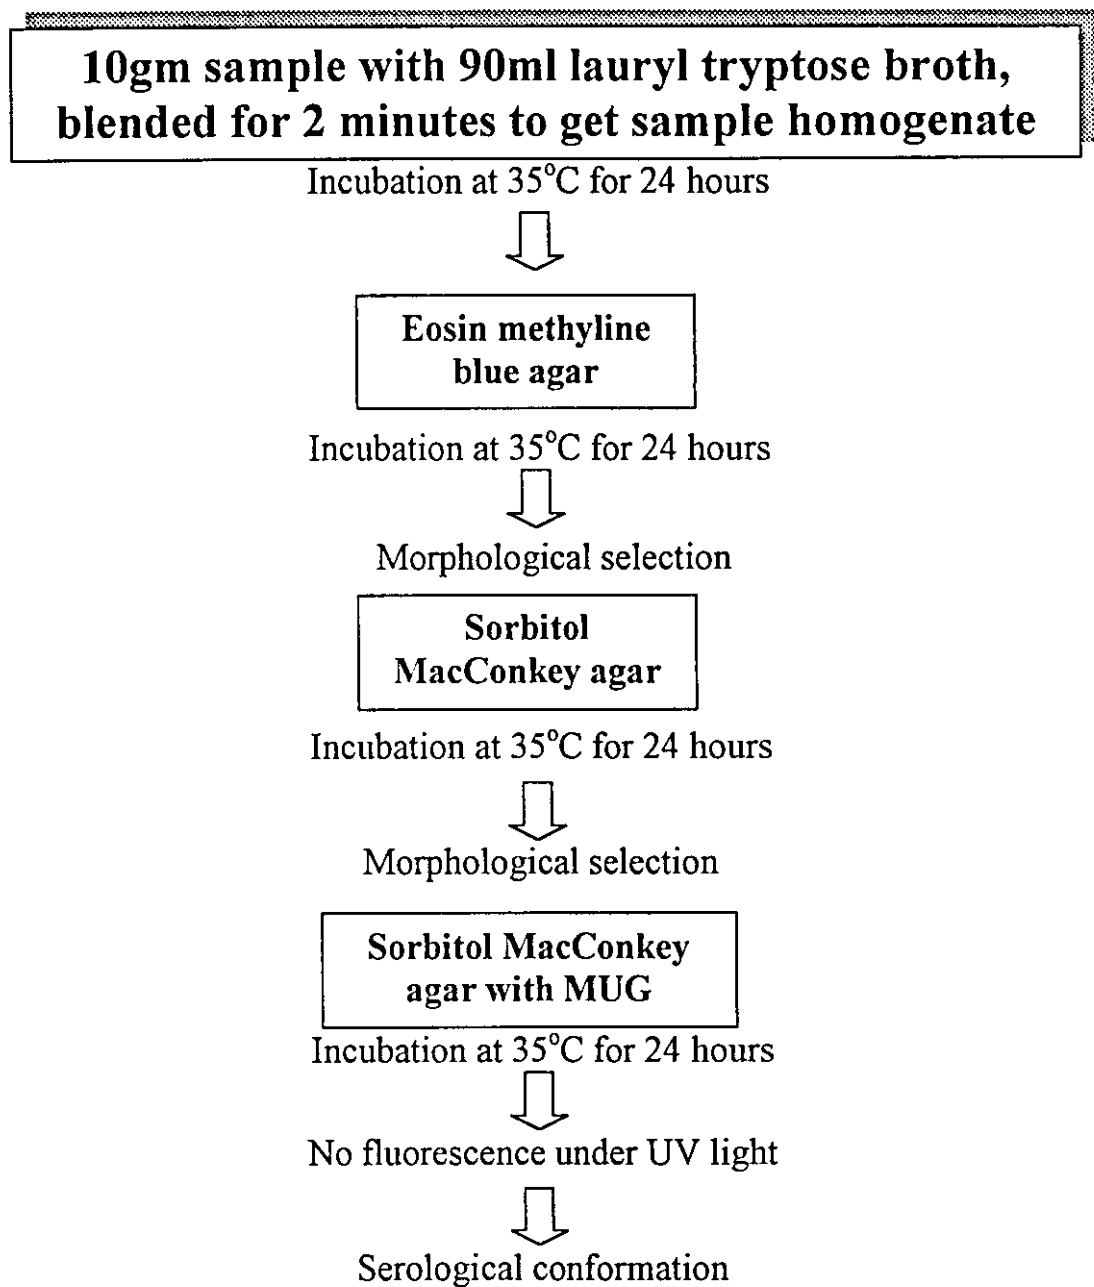 10gm sample with 90ml lauryl tryptose broth,
blended for 2 minutes to get sample homogenate
Incubation at 35°C for 24 hours
Eosin methyline
blue agar
Incubation at 35°C for 24 hours
Morphological selection
Sorbitol
MacConkey agar
Incubation at 35°C for 24 hours
Morphological selection
Sorbitol MacConkey
agar with MUG
Incubation at 35°C for 24 hours
No fluorescence under UV light
Serological conformation